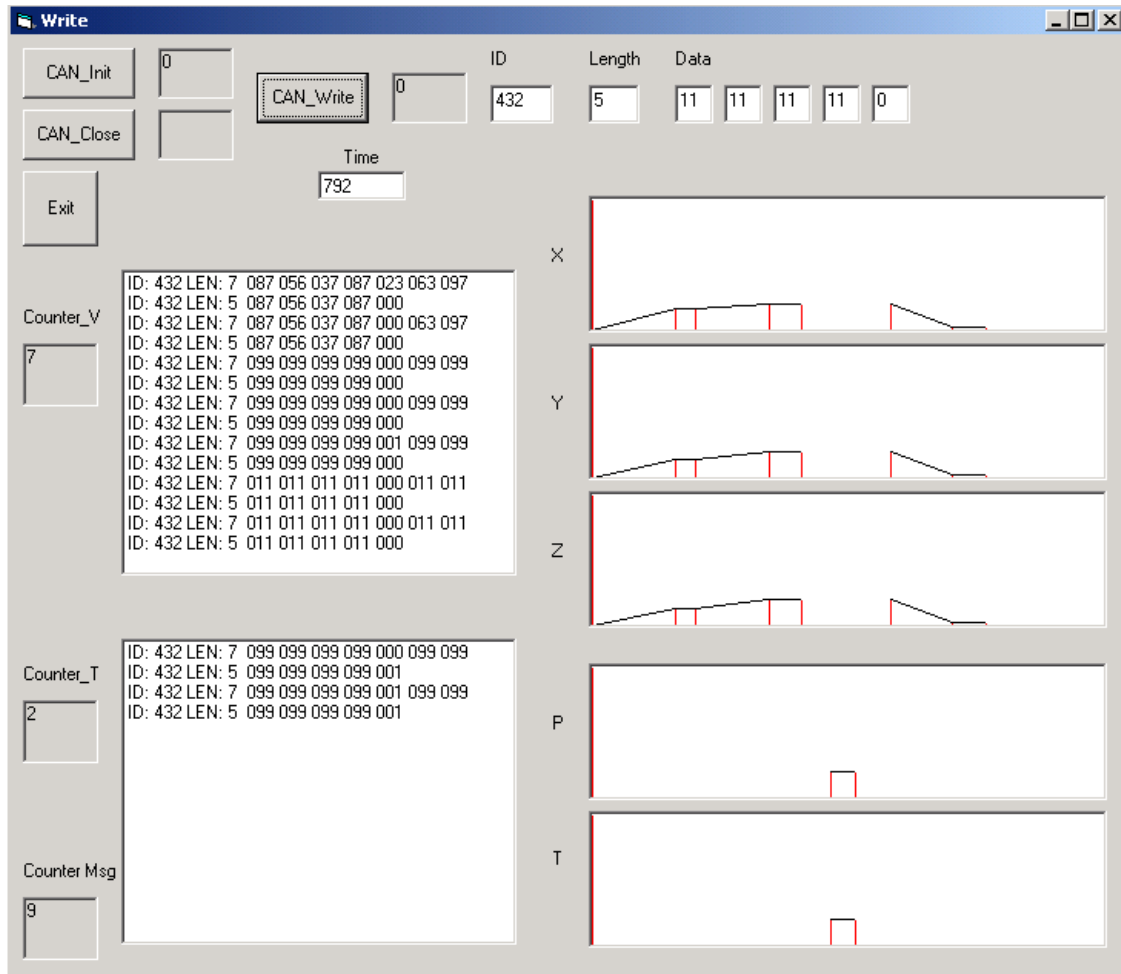 Write
CAN_Init 0 CAN_Write 0 ID Length Data
432 5 11 11 11 11 0
CAN_Close
Time
792
Exit
X
Counter_V
7
ID: 432 LEN: 7 087 056 037 087 023 063 097
ID: 432 LEN: 5 087 056 037 087 000
ID: 432 LEN: 7 087 056 037 087 000 063 097
ID: 432 LEN: 5 087 056 037 087 000
ID: 432 LEN: 7 099 099 099 099 000 099 099
ID: 432 LEN: 5 099 099 099 099 000
ID: 432 LEN: 7 099 099 099 099 000 099 099
ID: 432 LEN: 5 099 099 099 099 000
ID: 432 LEN: 7 099 099 099 099 001 099 099
ID: 432 LEN: 5 099 099 099 099 000
ID: 432 LEN: 7 011 011 011 011 000 011 011
ID: 432 LEN: 5 011 011 011 011 000
ID: 432 LEN: 7 011 011 011 011 000 011 011
ID: 432 LEN: 5 011 011 011 011 000
Y
Z
Counter_T
2
ID: 432 LEN: 7 099 099 099 099 000 099 099
ID: 432 LEN: 5 099 099 099 099 001
ID: 432 LEN: 7 099 099 099 099 001 099 099
ID: 432 LEN: 5 099 099 099 099 001
P
T
Counter Msg
9